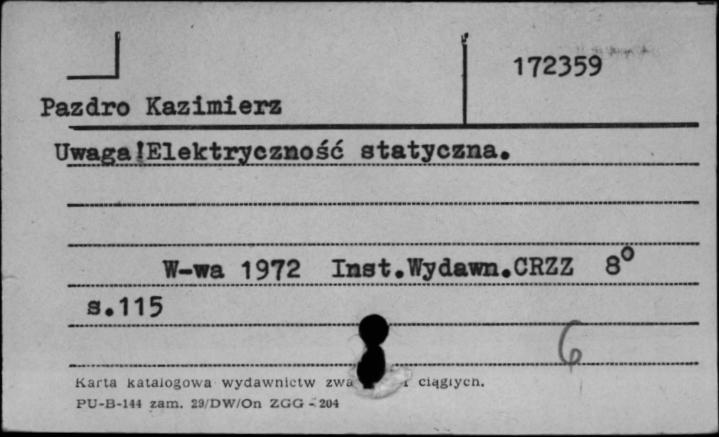 172359
Pazdro Kazimierz
Uwaga!Elektryczność statyczna.
W-wa 1972 Inst.Wydawn.CRZZ 8°
s.115
6
Karta katalogowa wydawnictw ciągłych.
PU-B-144 zam. 29/DW/On ZGG - 204